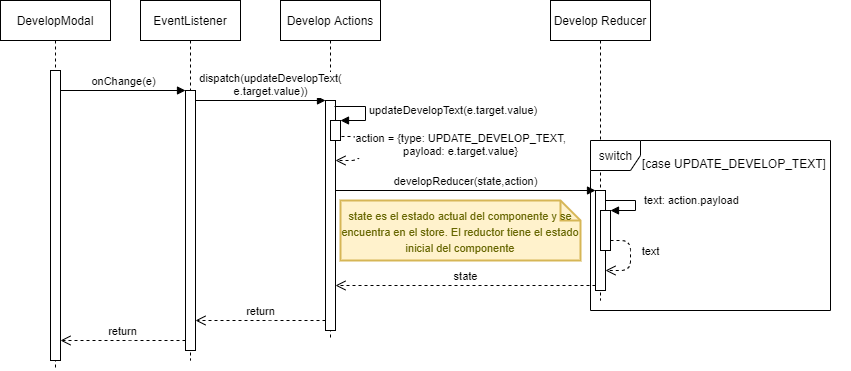 DevelopModal
EventListener
Develop Actions
Develop Reducer
onChange(e)
dispatch(updateDevelopText(
e.target.value))
updateDevelopText(e.target.value)
action = {type: UPDATE_DEVELOP_TEXT,
payload: e.target.value}
switch
[case UPDATE_DEVELOP_TEXT]
developReducer(state,action)
text: action.payload
state es el estado actual del componente y se
encuentra en el store. El reductor tiene el estado
inicial del componente
text
state
return
return